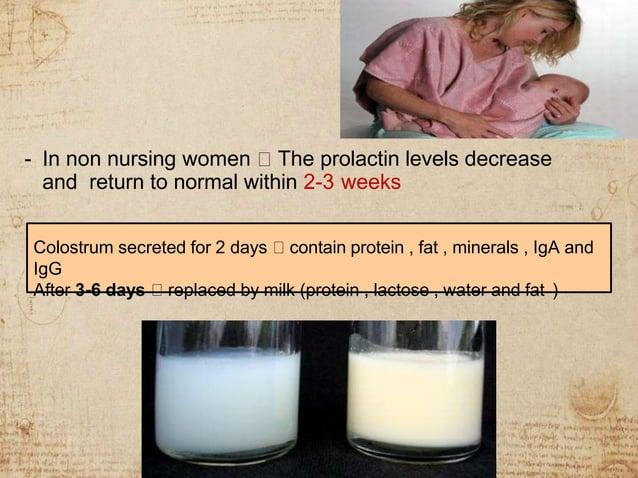 - In non nursing women □ The prolactin levels decrease
and return to normal within 2-3 weeks
Colostrum secreted for 2 days □ contain protein , fat , minerals , IgA and
IgG
After 3-6 days □ replaced by milk (protein , lactose , water and fat )